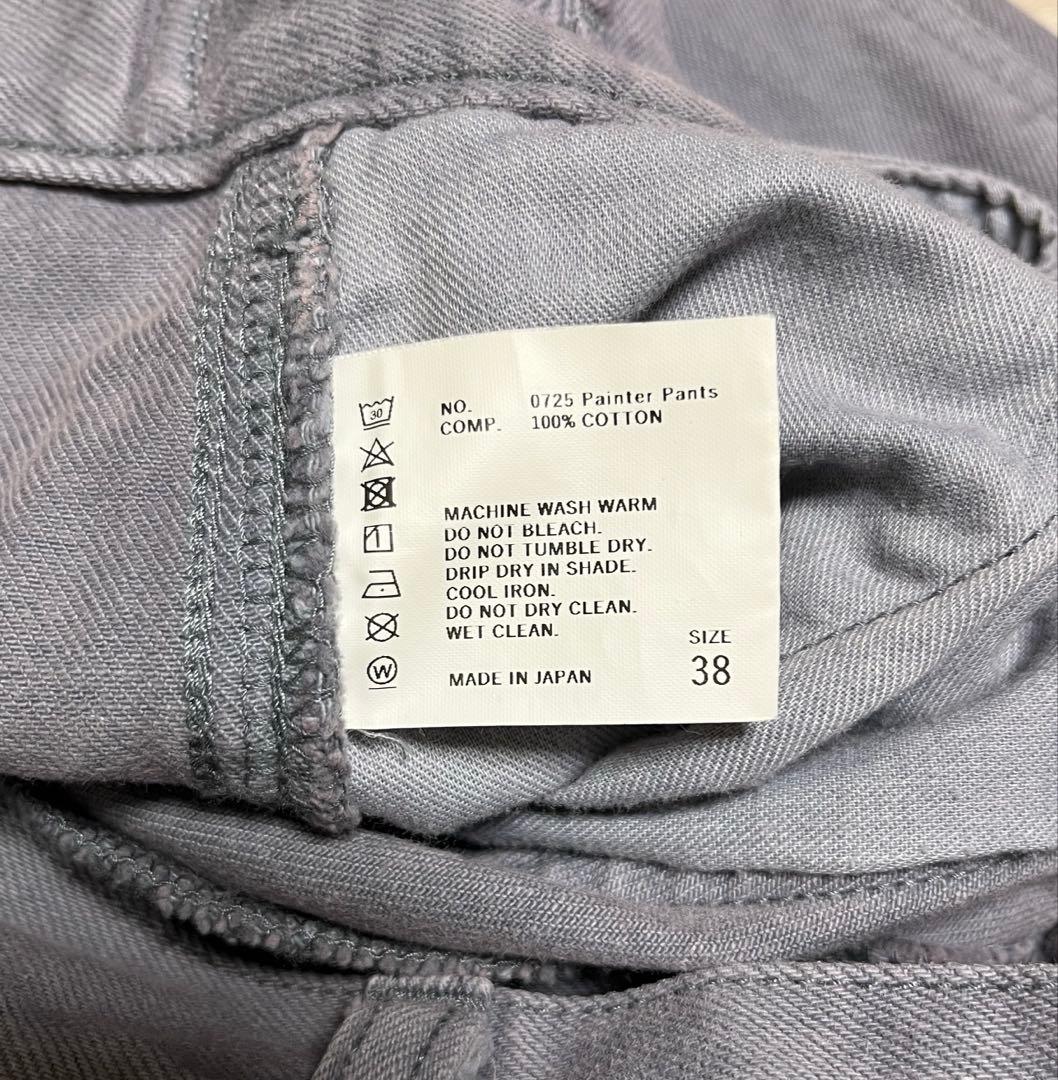 NO. 0725 Painter Pants
COMP. 100% COTTON
30
MACHINE WASH WARM
DO NOT BLEACH.
DO NOT TUMBLE DRY.
DRIP DRY IN SHADE.
COOL IRON.
DO NOT DRY CLEAN.
WET CLEAN.
W
MADE IN JAPAN
SIZE
38